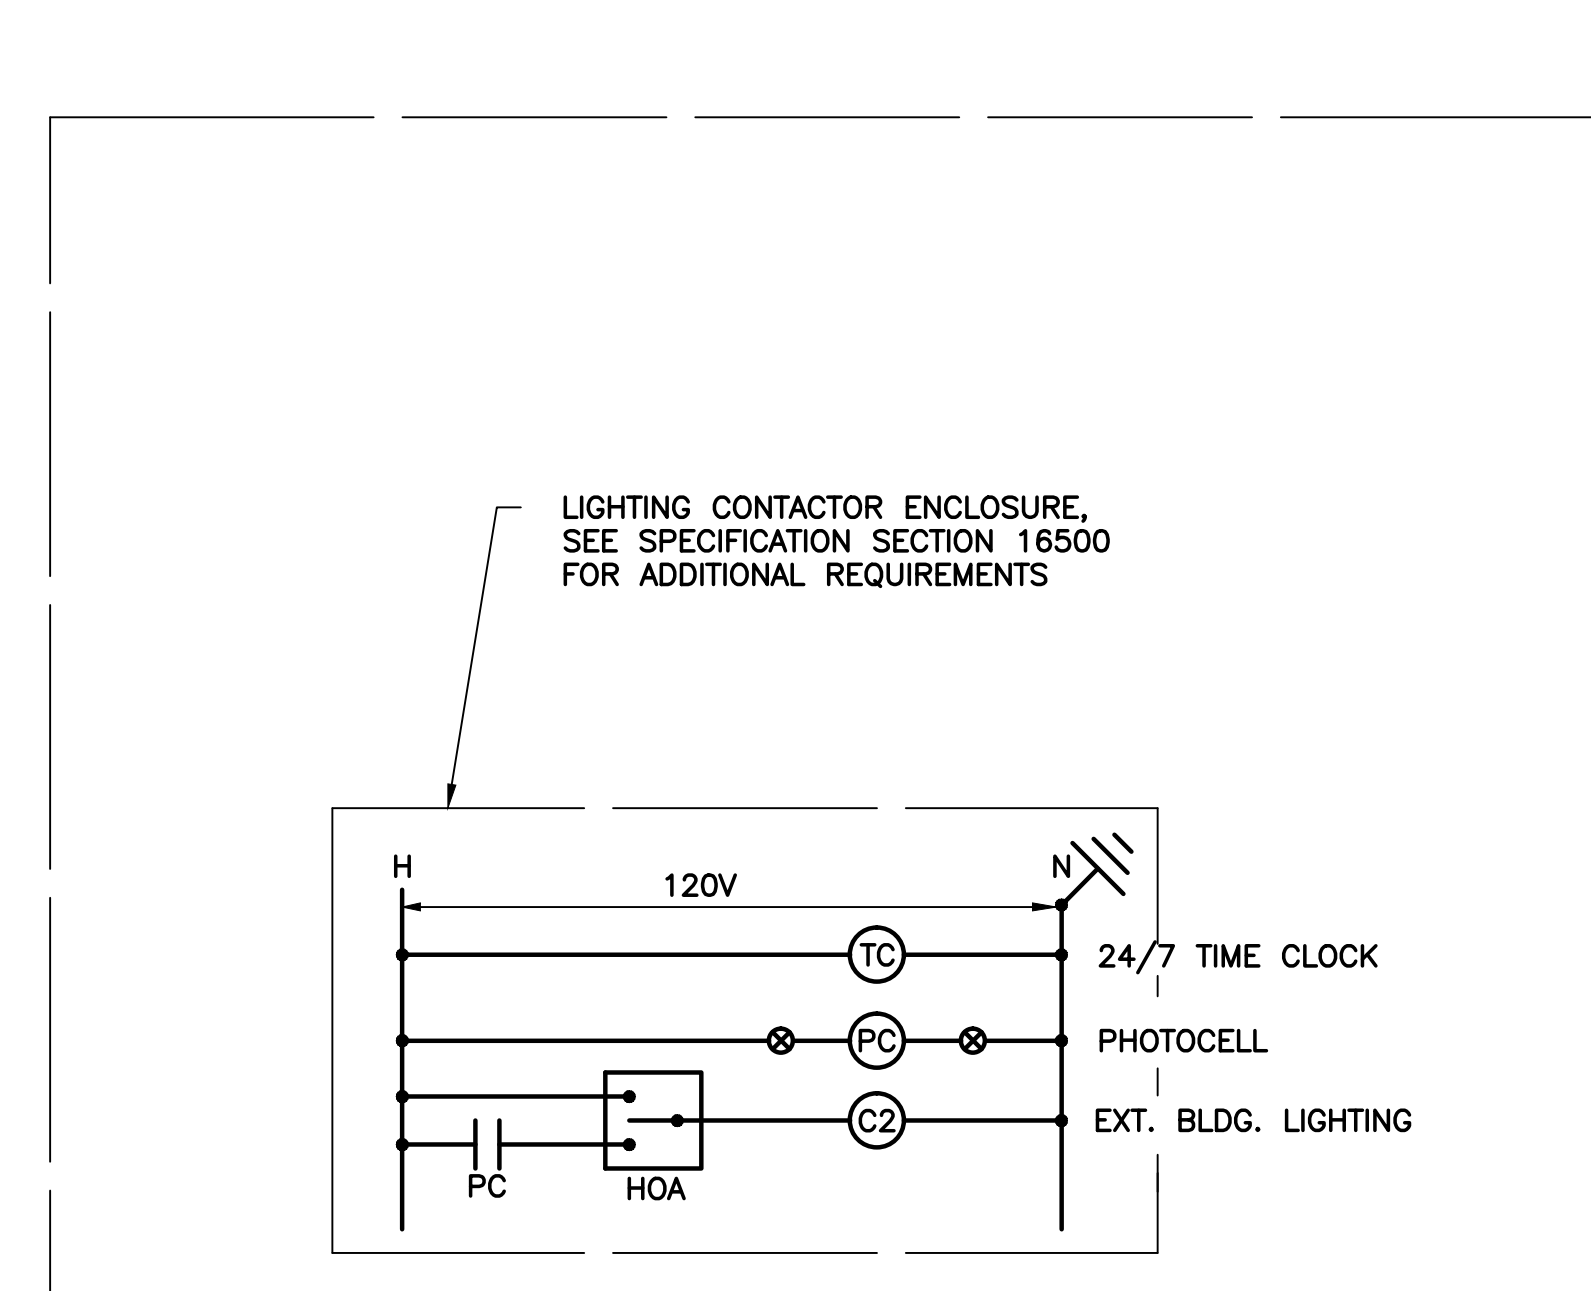 LIGHTING CONTACTOR ENCLOSURE,
SEE SPECIFICATION SECTION 16500
FOR ADDITIONAL REQUIREMENTS
H
N
120V
TC
24/7 TIME CLOCK
PC
PHOTOCELL
C2
EXT. BLDG. LIGHTING
PC
HOA